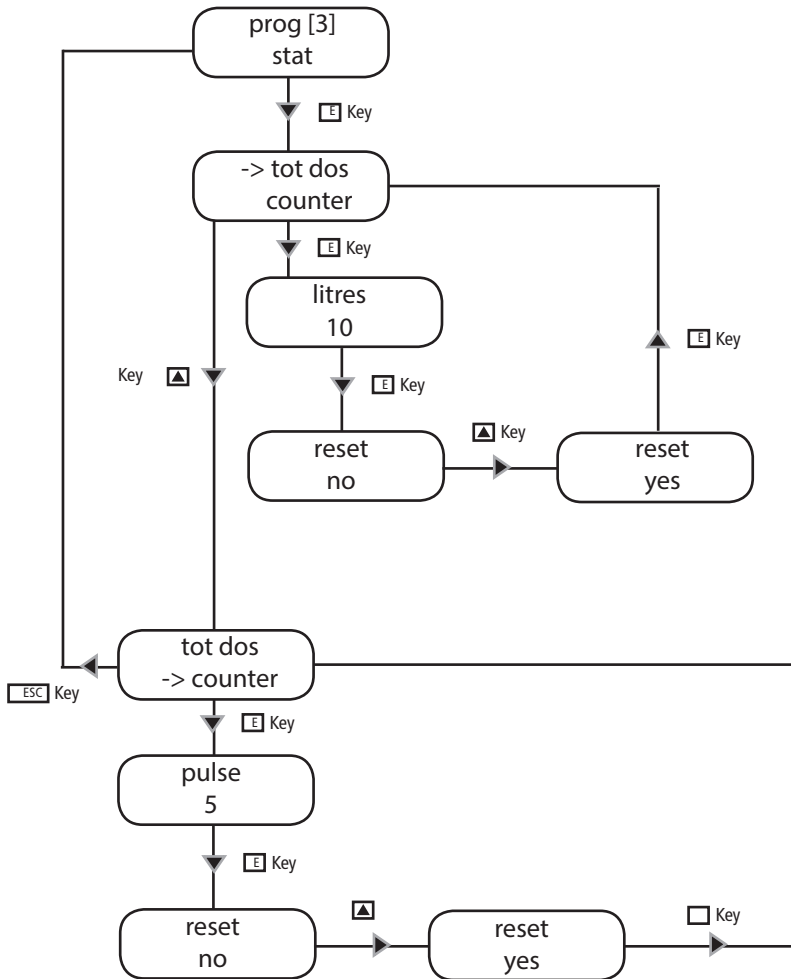 prog [3]
stat
E Key
-> tot dos
counter
E Key
litres
10
E Key
Key
E Key
reset
no
Key
reset
yes
tot dos
-> counter
ESC Key
E Key
pulse
5
E Key
reset
no
reset
yes
Key